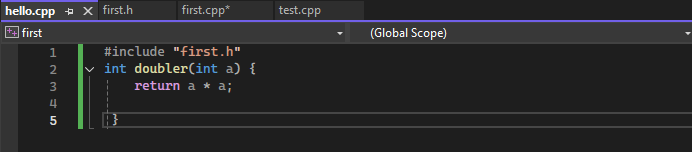 hello.cpp first.h first.cpp* test.cpp
first (Global Scope)
1 #include "first.h"
2 int doubler(int a) {
3 return a * a;
4
5 }